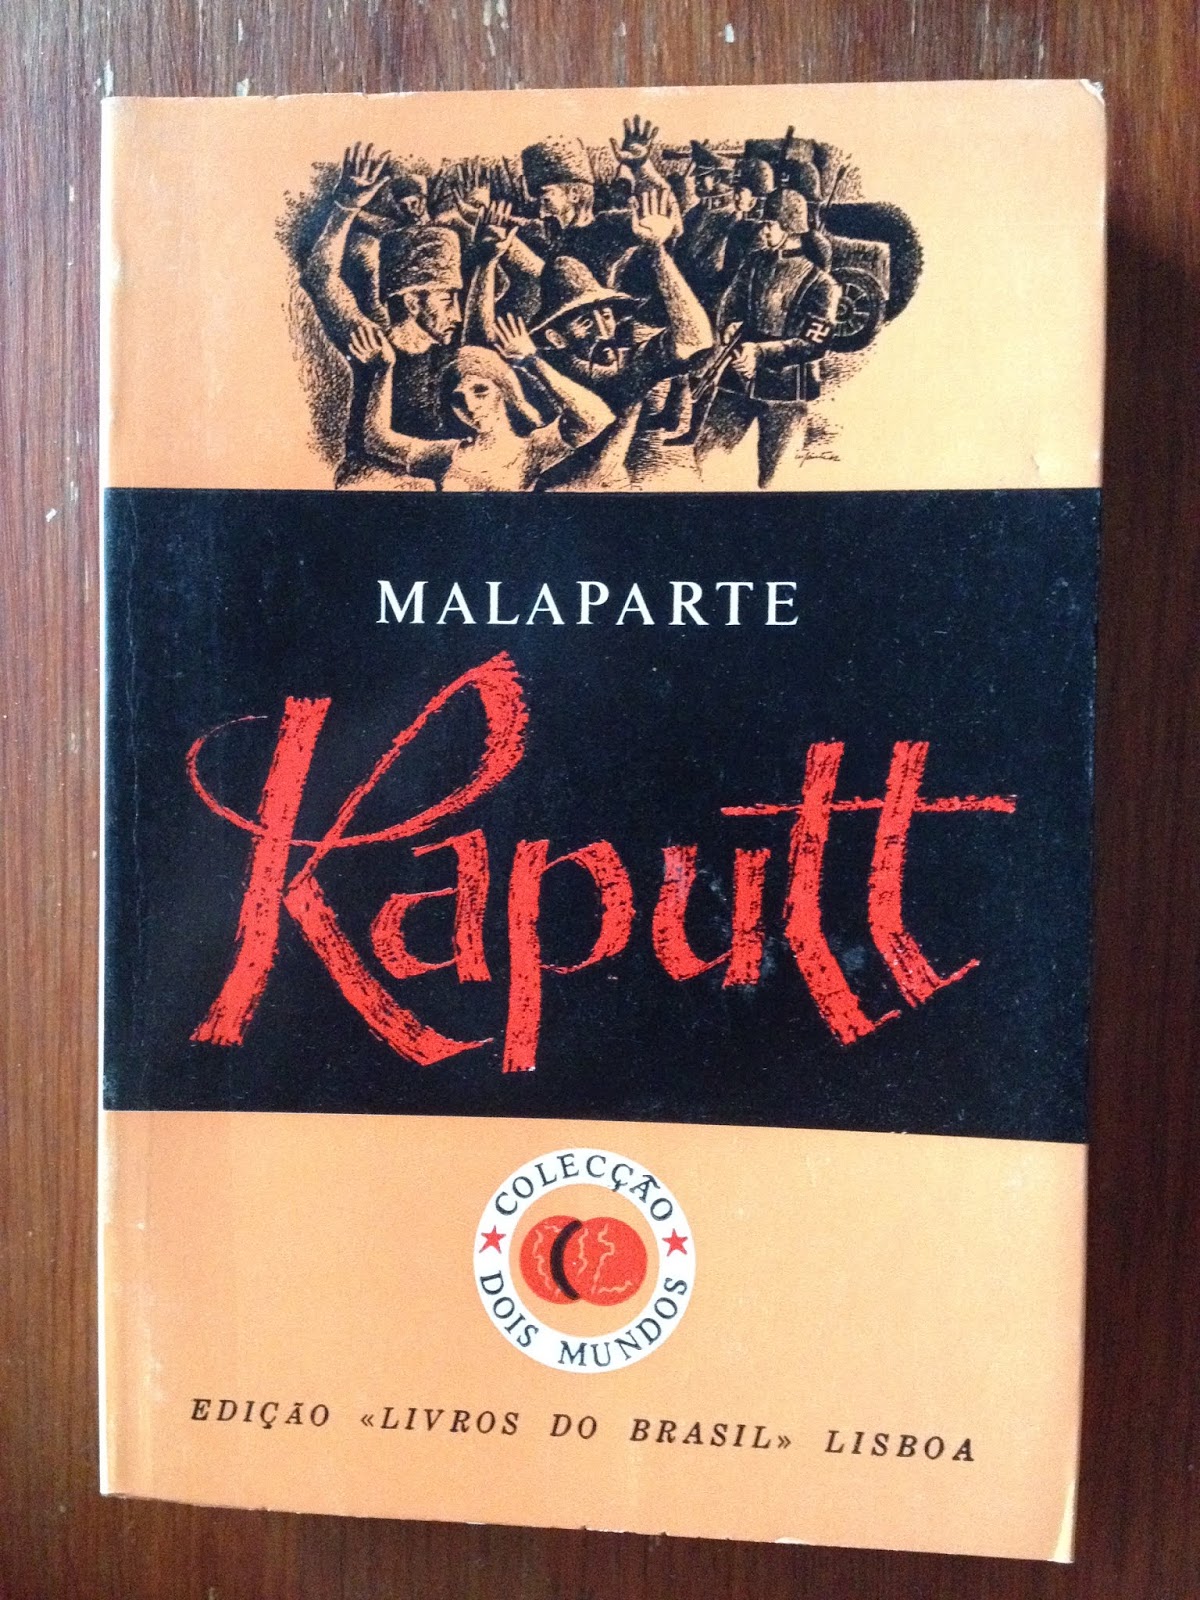 MALAPARTE
Kaputt
COLECÇÃO
DOIS MUNDOS
EDIÇÃO «LIVROS DO BRASIL» LISBOA